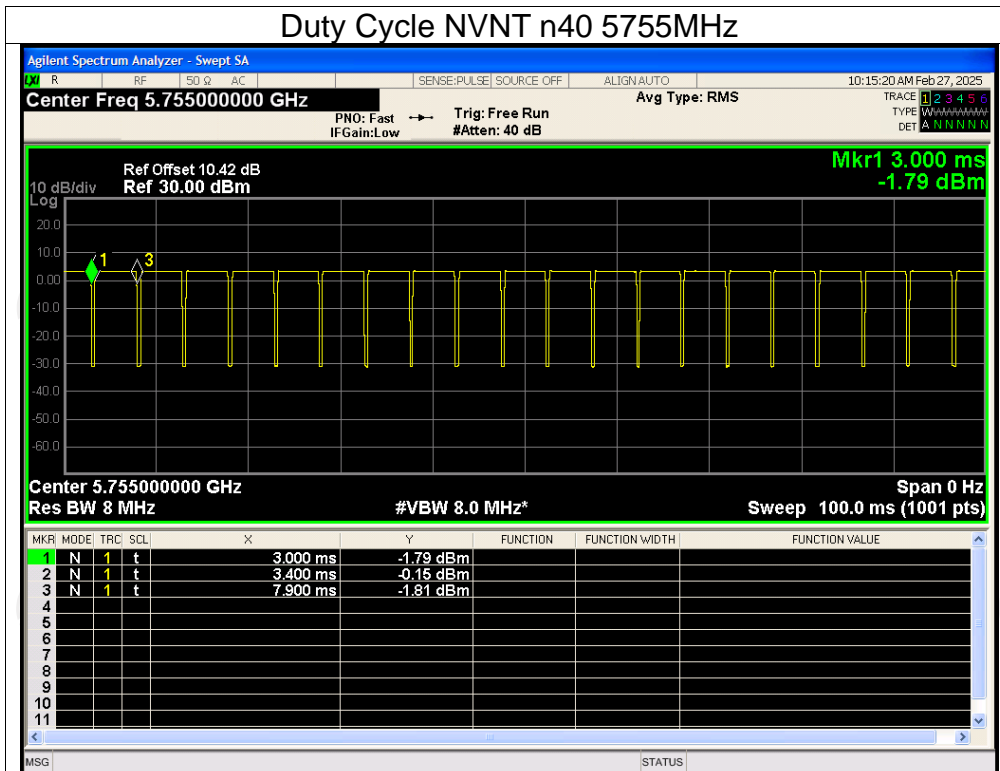 Duty Cycle NVNT n40 5755MHz
Agilent Spectrum Analyzer - Swept SA
LXI R RF 50 Ω AC SENSE:PULSE SOURCE OFF ALIGN AUTO 10:15:20 AM Feb 27, 2025
Center Freq 5.755000000 GHz Avg Type: RMS TRACE 1 2 3 4 5 6
PNO: Fast Trig: Free Run TYPE WWWWWW
IFGain:Low #Atten: 40 dB DET A N N N N N
Mkr1 3.000 ms
Ref Offset 10.42 dB
10 dB/div Ref 30.00 dBm -1.79 dBm
Log
20.0
10.0
0.00
-10.0
-20.0
-30.0
-40.0
-50.0
-60.0
1 3
Center 5.755000000 GHz Span 0 Hz
Res BW 8 MHz #VBW 8.0 MHz* Sweep 100.0 ms (1001 pts)
MKR MODE TRC SCL X Y FUNCTION FUNCTION WIDTH FUNCTION VALUE
1 N 1 t 3.000 ms -1.79 dBm
2 N 1 t 3.400 ms -0.15 dBm
3 N 1 t 7.900 ms -1.81 dBm
4
5
6
7
8
9
10
11
MSG STATUS